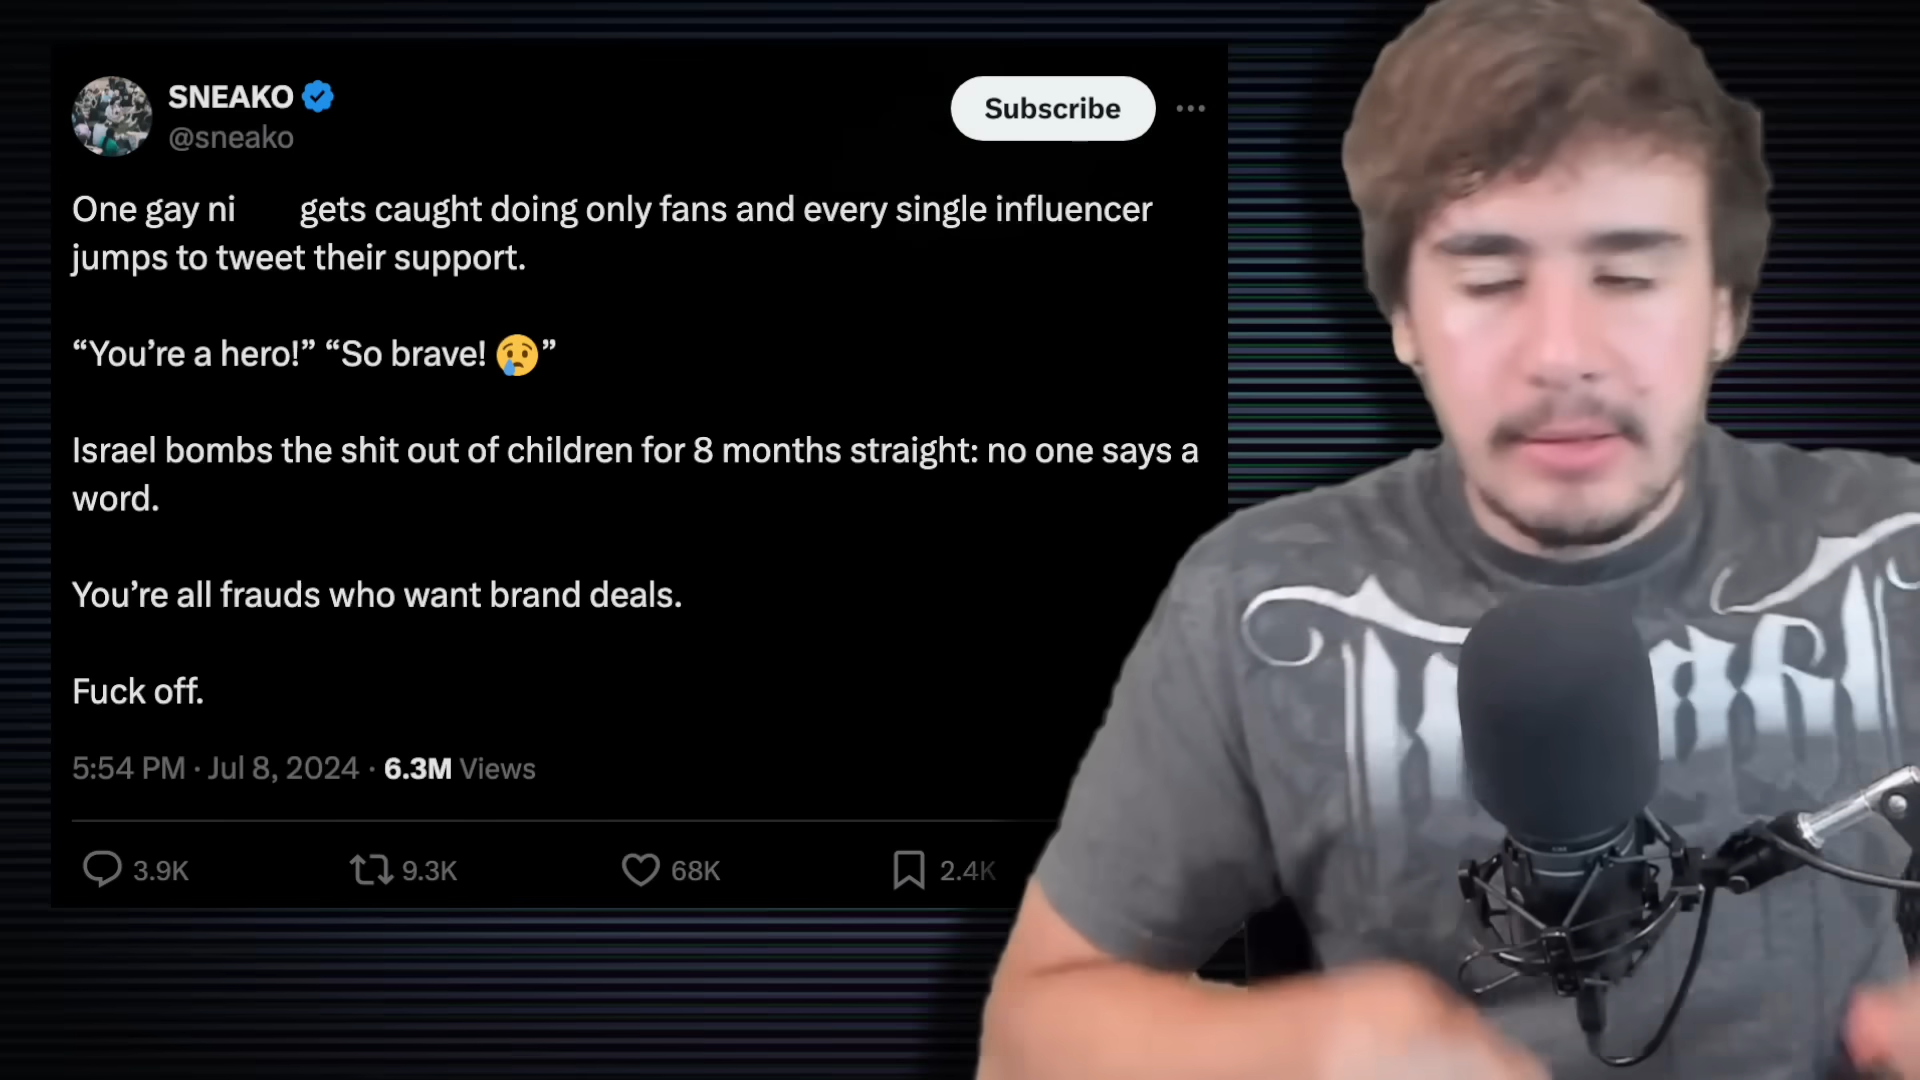 SNEAKO
@sneako
Subscribe
One gay ni gets caught doing only fans and every single influencer
jumps to tweet their support.
“You’re a hero!” “So brave! 😢”
Israel bombs the shit out of children for 8 months straight: no one says a
word.
You’re all frauds who want brand deals.
Fuck off.
5:54 PM · Jul 8, 2024 · 6.3M Views
3.9K 9.3K 68K 2.4K